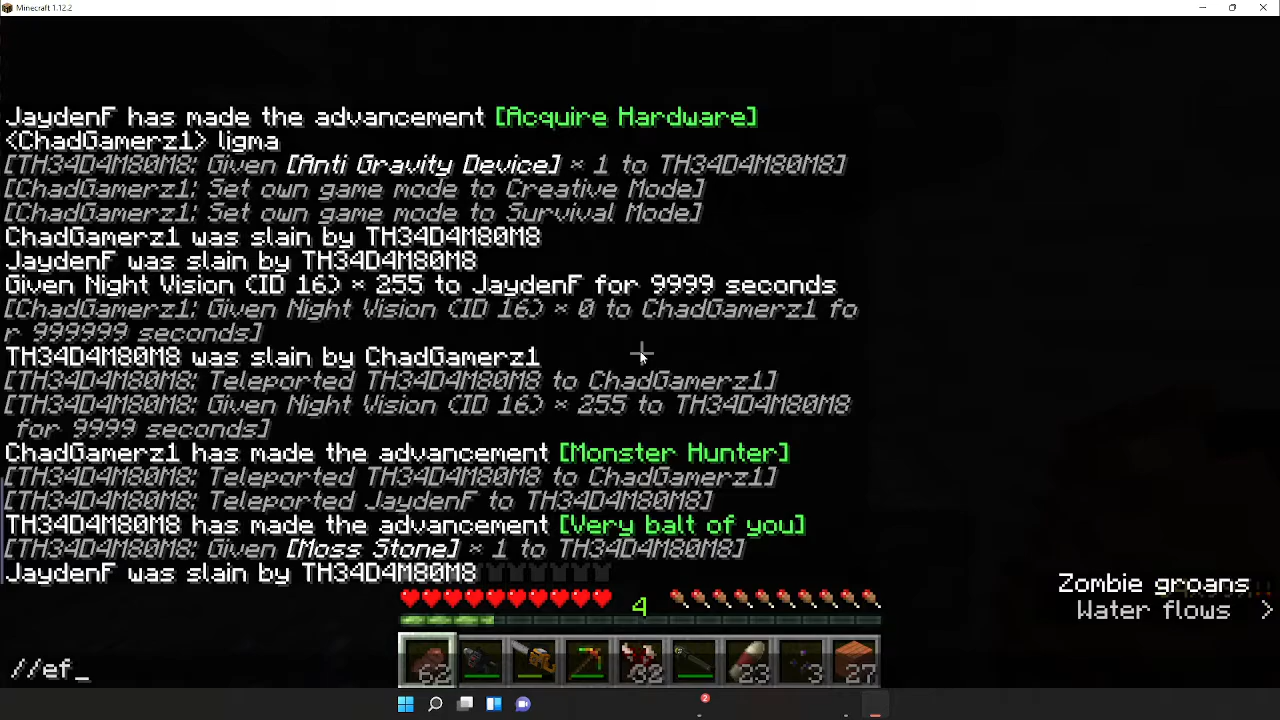 Minecraft 1.12.2
JaydenF has made the advancement [Acquire Hardware]
<ChadGamerz1> ligma
[TH34D4M80M8: Given [Anti Gravity Device] × 1 to TH34D4M80M8]
[ChadGamerz1: Set own game mode to Creative Mode]
[ChadGamerz1: Set own game mode to Survival Mode]
ChadGamerz1 was slain by TH34D4M80M8
JaydenF was slain by TH34D4M80M8
Given Night Vision (ID 16) × 255 to JaydenF for 9999 seconds
[ChadGamerz1: Given Night Vision (ID 16) × 0 to ChadGamerz1 fo
r 999999 seconds]
TH34D4M80M8 was slain by ChadGamerz1
[TH34D4M80M8: Teleported TH34D4M80M8 to ChadGamerz1]
[TH34D4M80M8: Given Night Vision (ID 16) × 255 to TH34D4M80M8
for 9999 seconds]
ChadGamerz1 has made the advancement [Monster Hunter]
[TH34D4M80M8: Teleported TH34D4M80M8 to ChadGamerz1]
[TH34D4M80M8: Teleported JaydenF to TH34D4M80M8]
TH34D4M80M8 has made the advancement [Very balt of you]
[TH34D4M80M8: Given [Moss Stone] × 1 to TH34D4M80M8]
JaydenF was slain by TH34D4M80M8
Zombie groans
Water flows >
4
62 32 23 3 27
//ef_
2